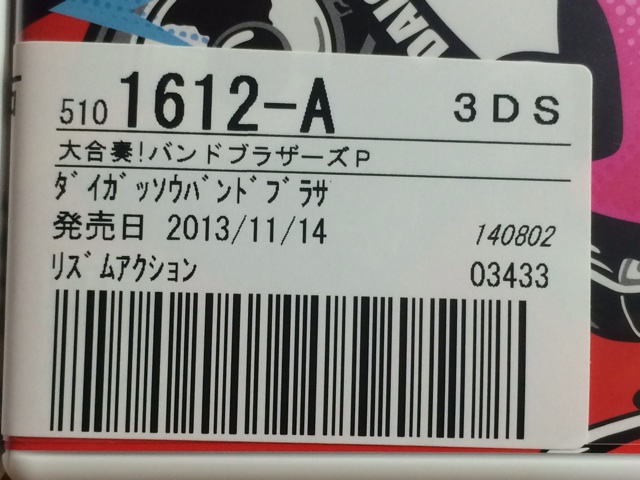 DAIG
510 1612-A 3DS
大合奏!バンドブラザーズP
ダイガッソウバンドブラサ
発売日 2013/11/14 140802
リズムアクション 03433